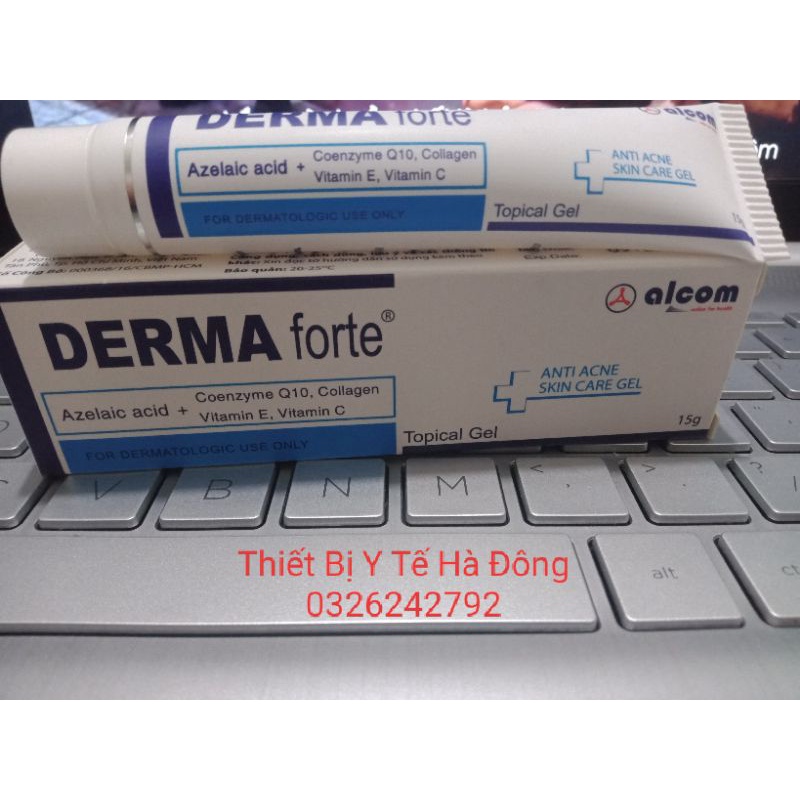 DERMA forte
alcom
Azelaic acid +
Coenzyme Q10, Collagen
Vitamin E, Vitamin C
ANTI ACNE
SKIN CARE GEL
FOR DERMATOLOGIC USE ONLY
Topical Gel
15g
Bảo quản: 20-25°C
DERMA forte®
alcom
Azelaic acid +
Coenzyme Q10, Collagen
Vitamin E, Vitamin C
ANTI ACNE
SKIN CARE GEL
FOR DERMATOLOGIC USE ONLY
Topical Gel
15g
V B N M < , > . ? /
Thiết Bị Y Tế Hà Đông
alt
0326242792